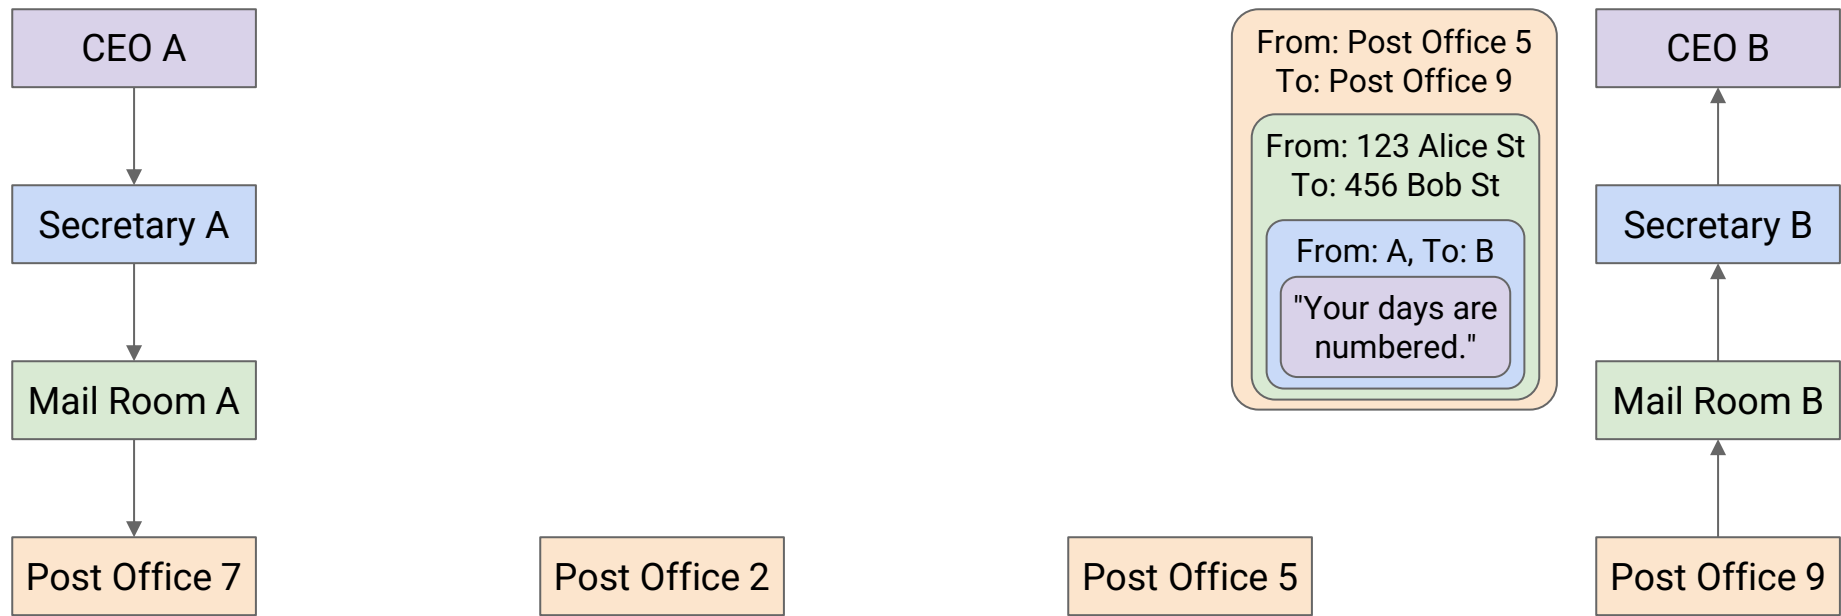 CEO A
Secretary A
Mail Room A
Post Office 7
Post Office 2
Post Office 5
From: Post Office 5
To: Post Office 9
From: 123 Alice St
To: 456 Bob St
From: A, To: B
"Your days are
numbered."
CEO B
Secretary B
Mail Room B
Post Office 9